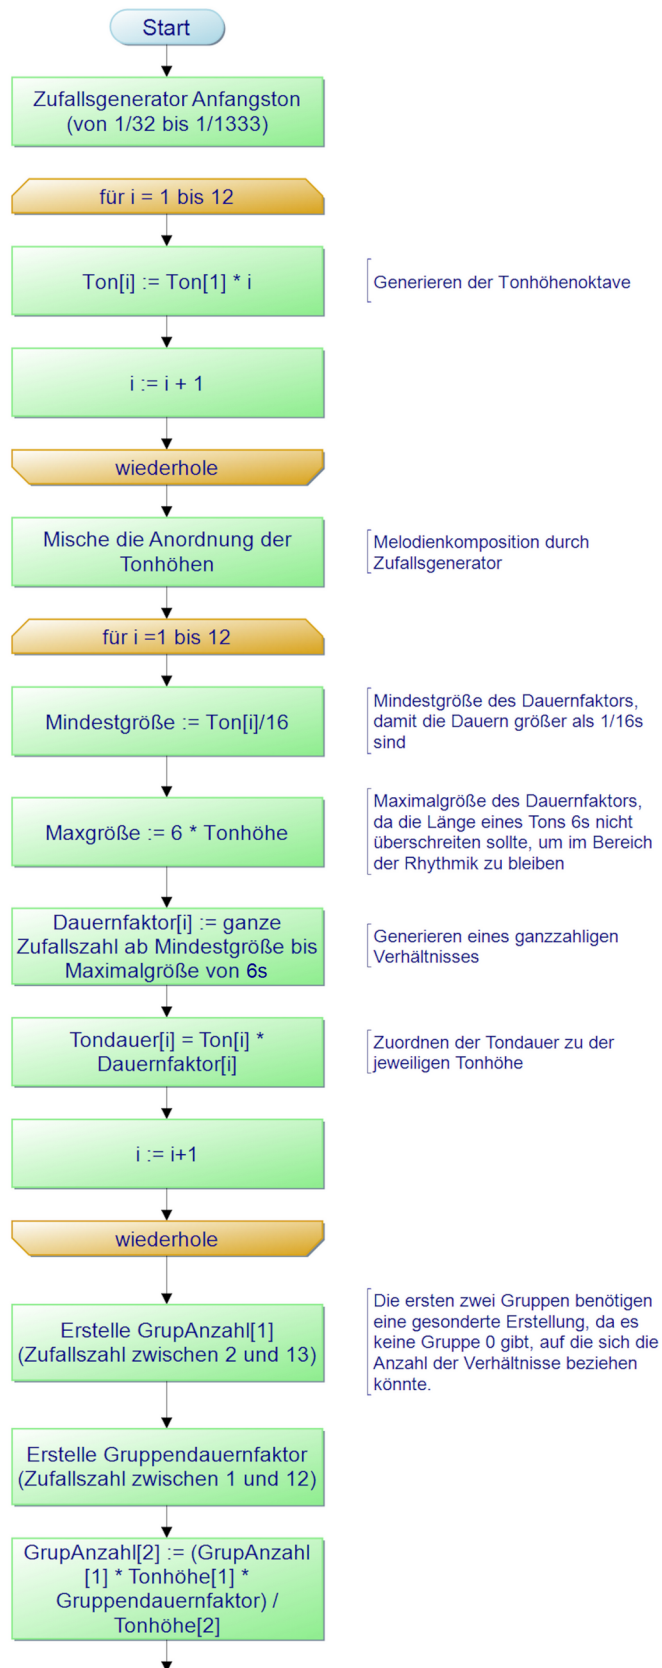 Start
Zufallsgenerator Anfangston
(von 1/32 bis 1/1333)
für i = 1 bis 12
Ton[i] := Ton[1] * i
Generieren der Tonhöhenoktave
i := i + 1
wiederhole
Mische die Anordnung der
Tonhöhen
Melodienkomposition durch
Zufallsgenerator
für i =1 bis 12
Mindestgröße := Ton[i]/16
Mindestgröße des Dauernfaktors,
damit die Dauern größer als 1/16s
sind
Maxgröße := 6 * Tonhöhe
Maximalgröße des Dauernfaktors,
da die Länge eines Tons 6s nicht
überschreiten sollte, um im Bereich
der Rhythmik zu bleiben
Dauernfaktor[i] := ganze
Zufallszahl ab Mindestgröße bis
Maximalgröße von 6s
Generieren eines ganzzahligen
Verhältnisses
Tondauer[i] = Ton[i] *
Dauernfaktor[i]
Zuordnen der Tondauer zu der
jeweiligen Tonhöhe
i := i+1
wiederhole
Erstelle GrupAnzahl[1]
(Zufallszahl zwischen 2 und 13)
Die ersten zwei Gruppen benötigen
eine gesonderte Erstellung, da es
keine Gruppe 0 gibt, auf die sich die
Anzahl der Verhältnisse beziehen
könnte.
Erstelle Gruppendauernfaktor
(Zufallszahl zwischen 1 und 12)
GrupAnzahl[2] := (GrupAnzahl
[1] * Tonhöhe[1] *
Gruppendauernfaktor) /
Tonhöhe[2]